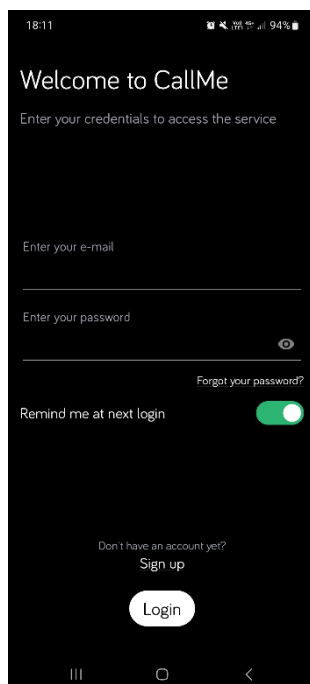 18:11
94%
Welcome to CallMe
Enter your credentials to access the service
Enter your e-mail
Enter your password
Forgot your password?
Remind me at next login
Don't have an account yet?
Sign up
Login